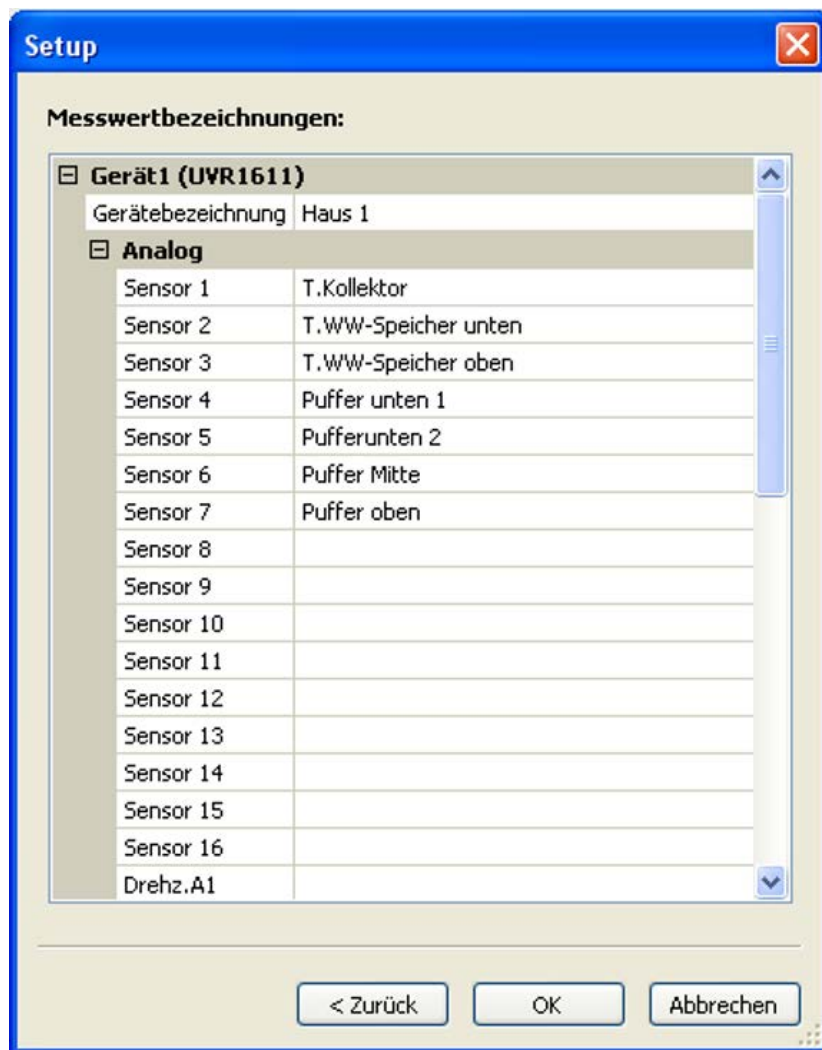 Setup
Messwertbezeichnungen:
Gerät1 (UVR1611)
Gerätebezeichnung Haus 1
Analog
Sensor 1 T.Kollektor
Sensor 2 T.WW-Speicher unten
Sensor 3 T.WW-Speicher oben
Sensor 4 Puffer unten 1
Sensor 5 Pufferunten 2
Sensor 6 Puffer Mitte
Sensor 7 Puffer oben
Sensor 8
Sensor 9
Sensor 10
Sensor 11
Sensor 12
Sensor 13
Sensor 14
Sensor 15
Sensor 16
Drehz.A1
< Zurück OK Abbrechen